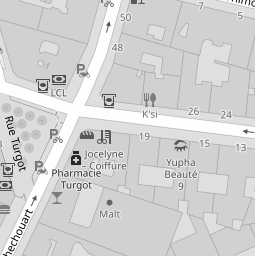 50
48
LCL
K'si
26
24
19
15
13
Rue Turgot
Jocelyne
Coiffure
Yupha
Beauté
9
Pharmacie
Turgot
Malt
hechouart